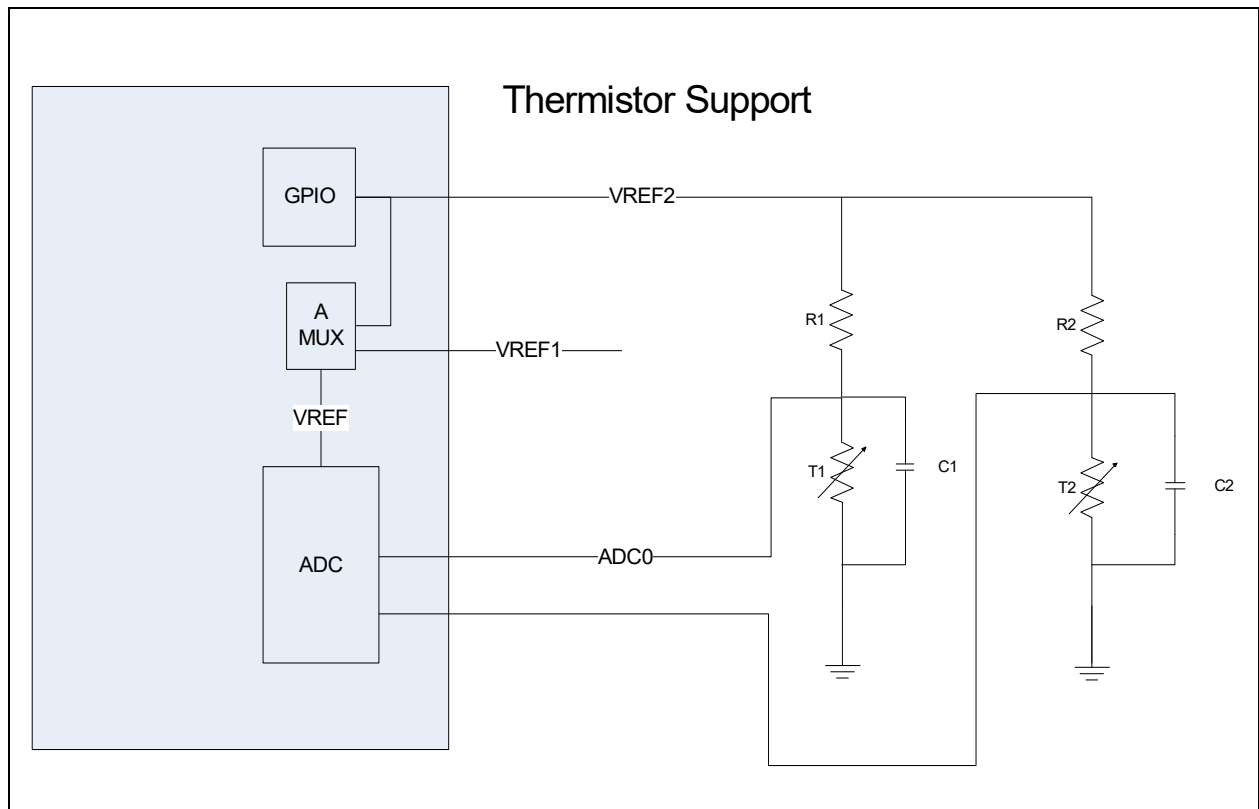 Thermistor Support
GPIO
VREF2
A
MUX
VREF1
VREF
R1
R2
T1
C1
T2
C2
ADC
ADC0